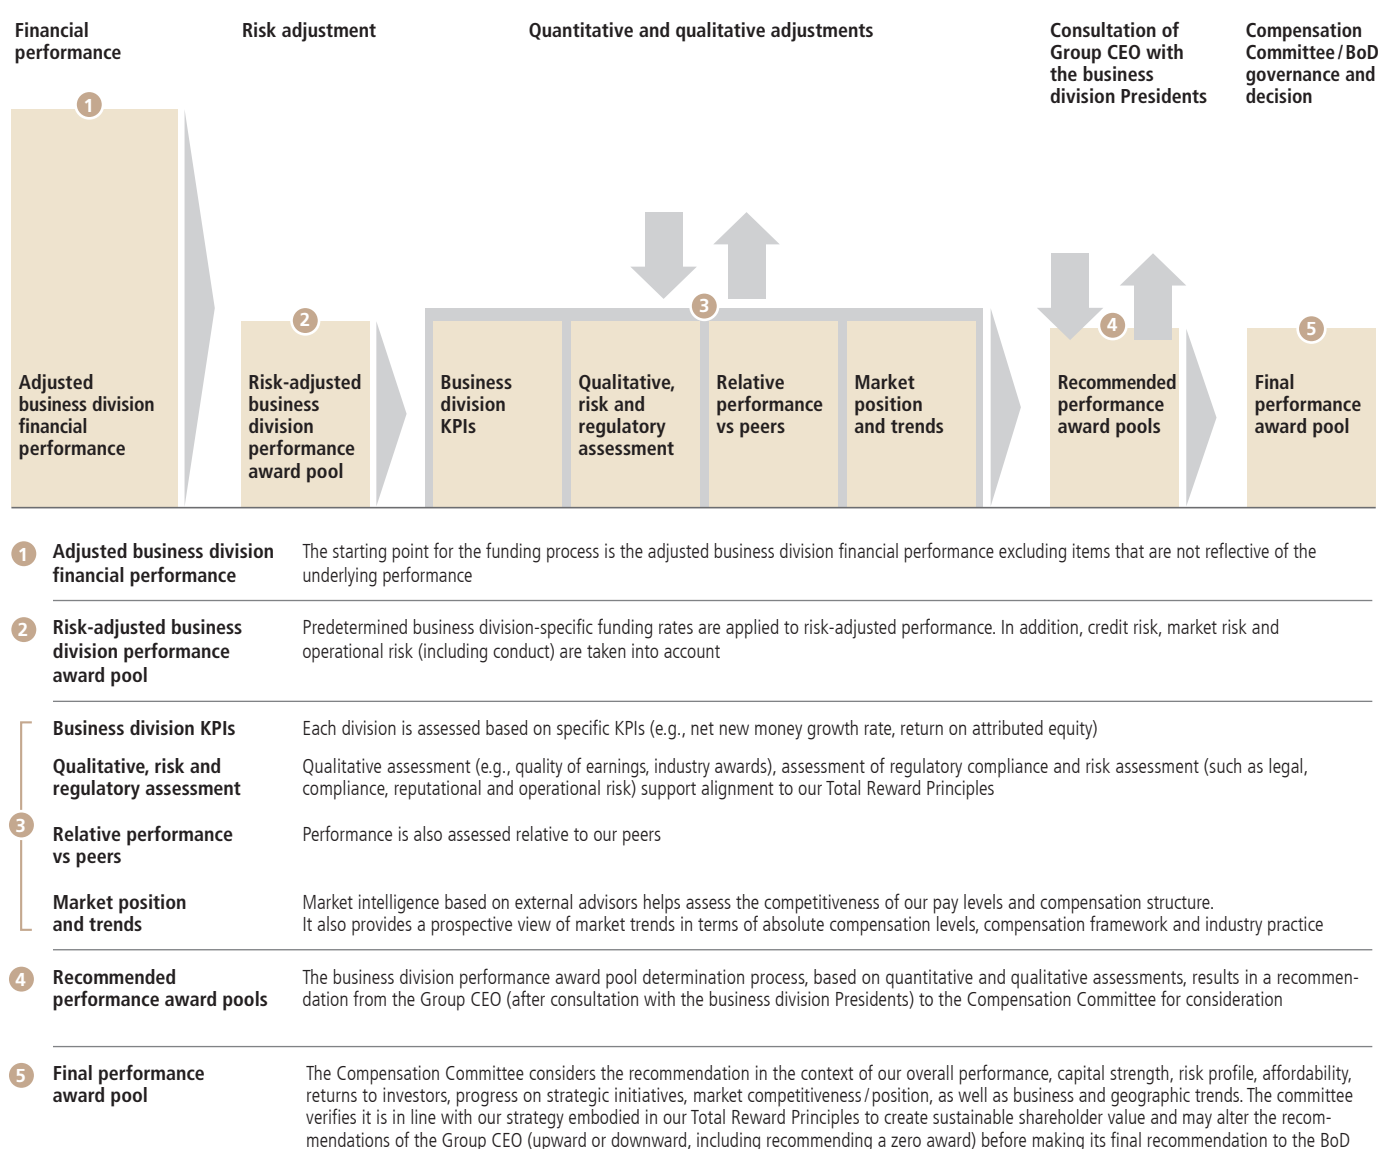 Financial
performance
Risk adjustment
Quantitative and qualitative adjustments
Consultation of
Group CEO with
the business
division Presidents
Compensation
Committee/BoD
governance and
decision
1
2
3
4
5
Adjusted
business division
financial
performance
Risk-adjusted
business
division
performance
award pool
Business
division
KPIs
Qualitative,
risk and
regulatory
assessment
Relative
performance
vs peers
Market
position
and trends
Recommended
performance
award pools
Final
performance
award pool
1 Adjusted business division
financial performance
The starting point for the funding process is the adjusted business division financial performance excluding items that are not reflective of the
underlying performance
2 Risk-adjusted business
division performance
award pool
Predetermined business division-specific funding rates are applied to risk-adjusted performance. In addition, credit risk, market risk and
operational risk (including conduct) are taken into account
3
Business division KPIs
Each division is assessed based on specific KPIs (e.g., net new money growth rate, return on attributed equity)
Qualitative, risk and
regulatory assessment
Qualitative assessment (e.g., quality of earnings, industry awards), assessment of regulatory compliance and risk assessment (such as legal,
compliance, reputational and operational risk) support alignment to our Total Reward Principles
Relative performance
vs peers
Performance is also assessed relative to our peers
Market position
and trends
Market intelligence based on external advisors helps assess the competitiveness of our pay levels and compensation structure.
It also provides a prospective view of market trends in terms of absolute compensation levels, compensation framework and industry practice
4 Recommended
performance award pools
The business division performance award pool determination process, based on quantitative and qualitative assessments, results in a recommen-
dation from the Group CEO (after consultation with the business division Presidents) to the Compensation Committee for consideration
5 Final performance
award pool
The Compensation Committee considers the recommendation in the context of our overall performance, capital strength, risk profile, affordability,
returns to investors, progress on strategic initiatives, market competitiveness/position, as well as business and geographic trends. The committee
verifies it is in line with our strategy embodied in our Total Reward Principles to create sustainable shareholder value and may alter the recom-
mendations of the Group CEO (upward or downward, including recommending a zero award) before making its final recommendation to the BoD